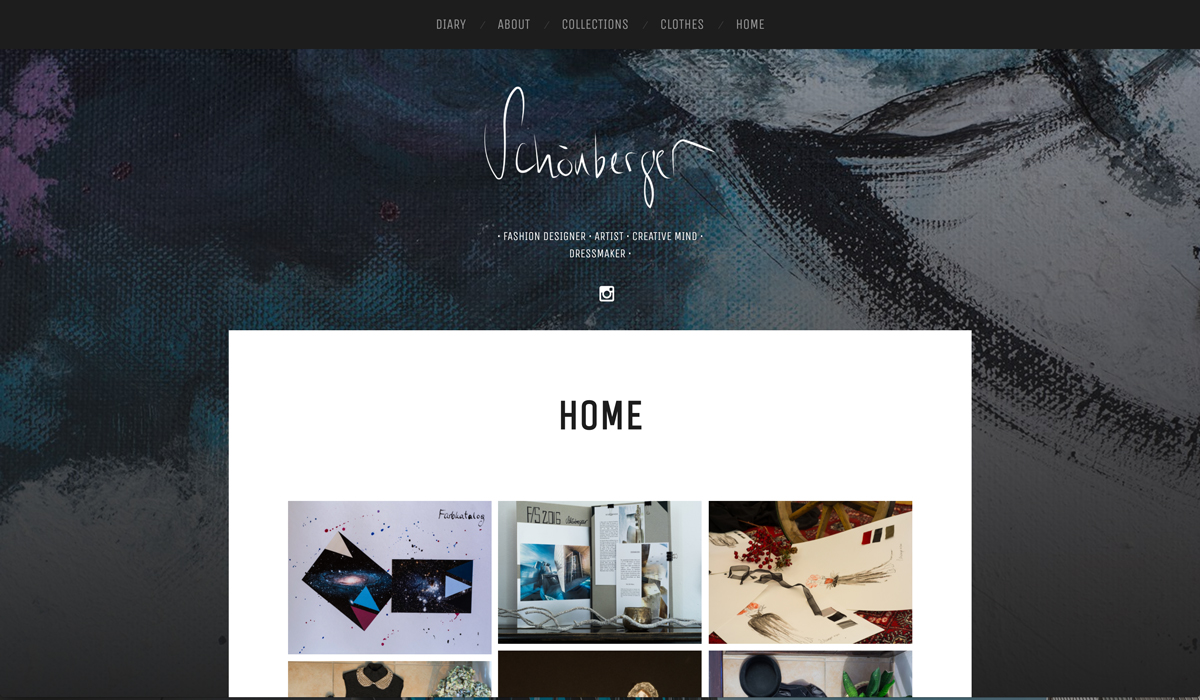 DIARY / ABOUT / COLLECTIONS / CLOTHES / HOME
Schönberger
• FASHION DESIGNER • ARTIST • CREATIVE MIND •
DRESSMAKER •
HOME
Farbkatalog
F/S 2016